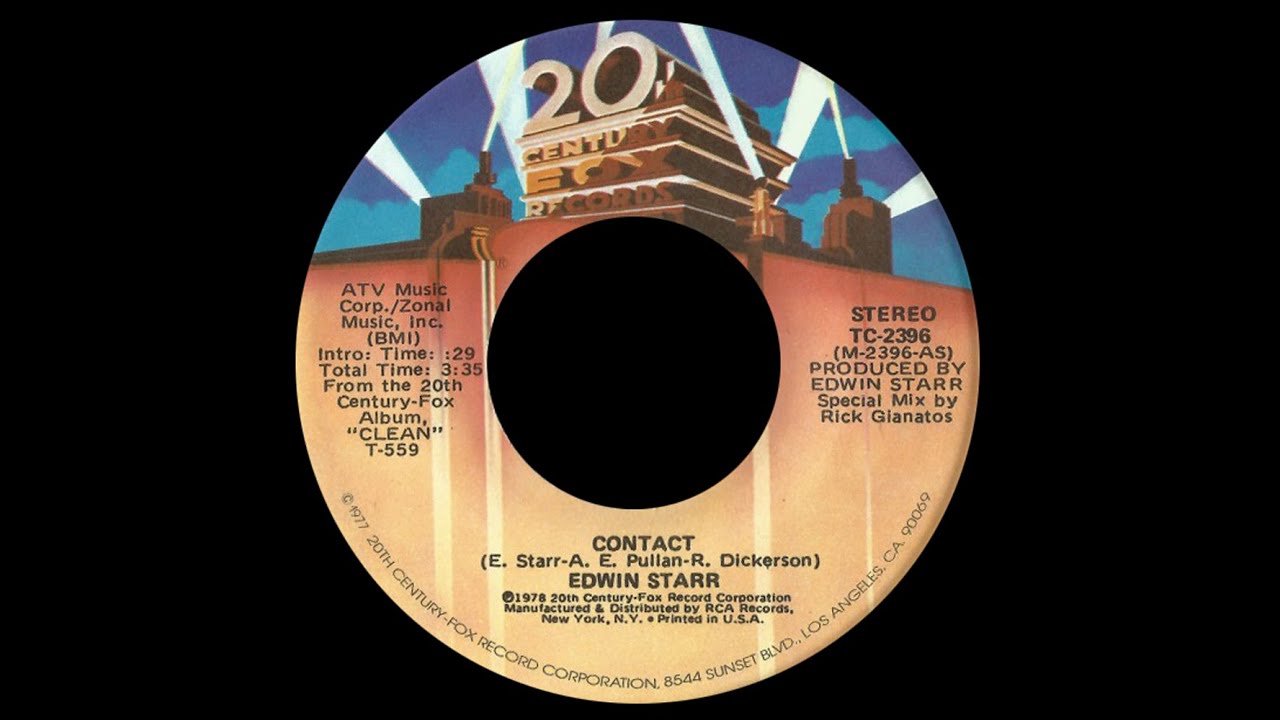 20th
CENTURY
FOX
RECORDS
®
ATV Music
Corp./Zonal
Music, Inc.
(BMI)
Intro: Time: :29
Total Time: 3:35
From the 20th
Century-Fox
Album,
"CLEAN"
T-559
STEREO
TC-2396
(M-2396-AS)
PRODUCED BY
EDWIN STARR
Special Mix by
Rick Gianatos
CONTACT
(E. Starr-A. E. Pullan-R. Dickerson)
EDWIN STARR
℗1978 20th Century-Fox Record Corporation
Manufactured & Distributed by RCA Records,
New York, N.Y. • Printed in U.S.A.
© 1977 20TH CENTURY-FOX RECORD CORPORATION, 8544 SUNSET BLVD., LOS ANGELES, CA. 90069